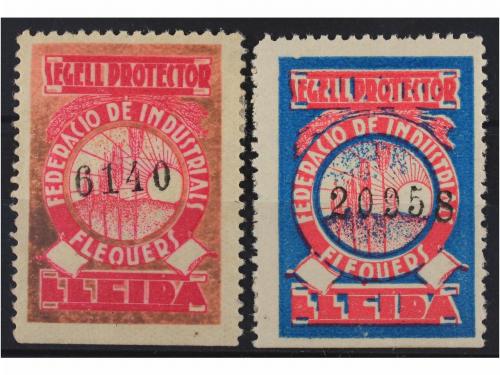 SEGELL PROTECTOR
FEDERACIO DE INDUSTRIALS
6140
FLEQUERS
LLEIDA
SEGELL PROTECTOR
FEDERACIO DE INDUSTRIALS
20958
FLEQUERS
LLEIDA